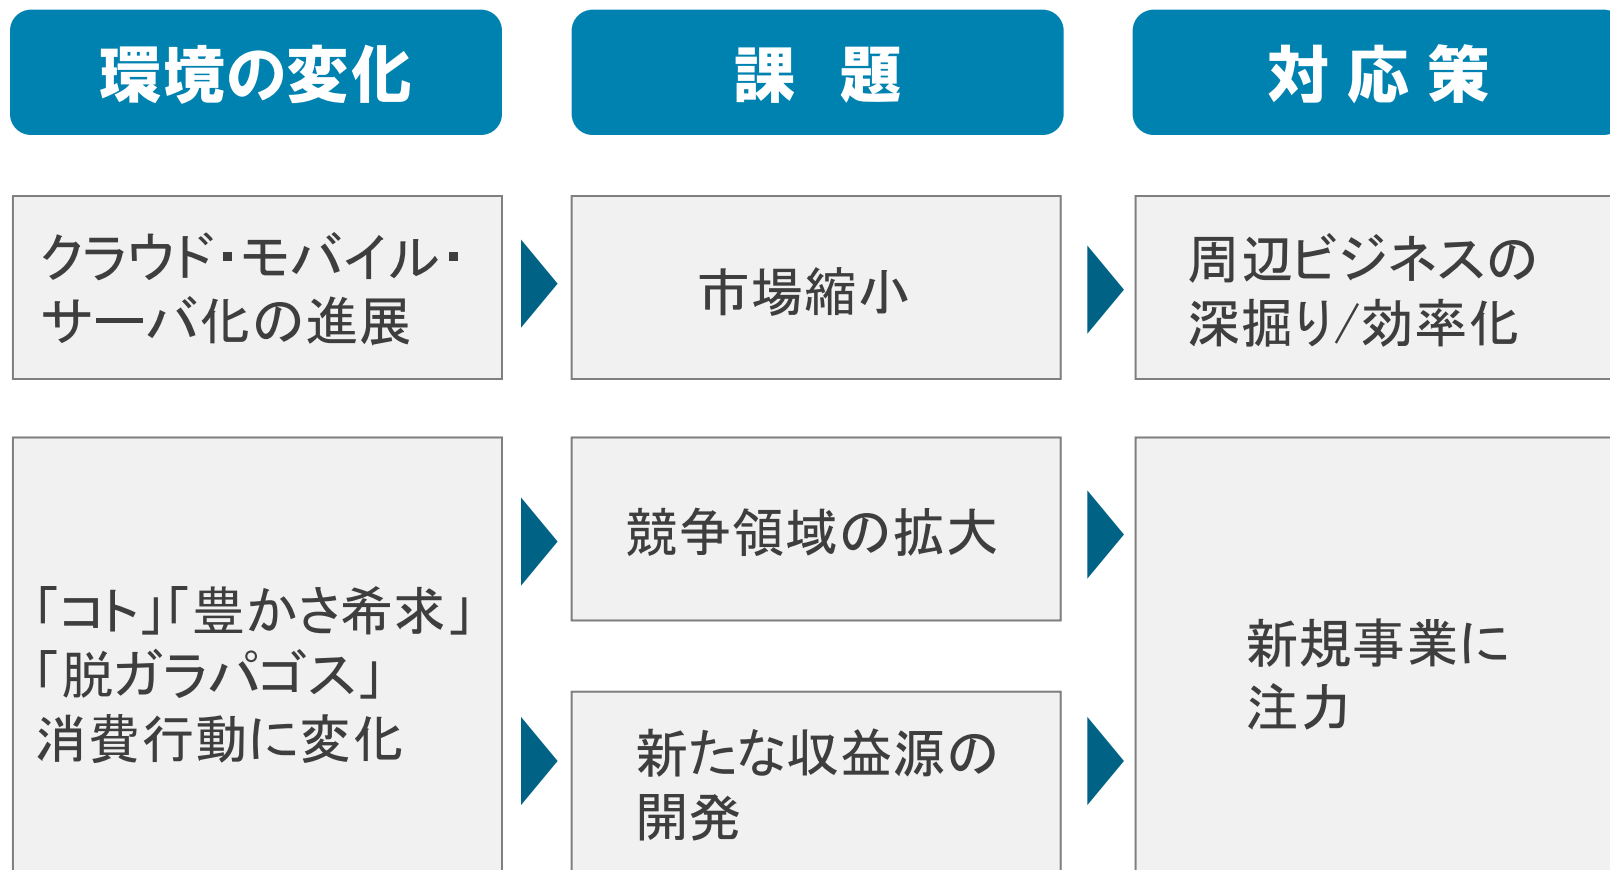 環境の変化
課 題
対 応 策
クラウド・モバイル・
サーバ化の進展
市場縮小
周辺ビジネスの
深掘り/効率化
「コト」「豊かさ希求」
「脱ガラパゴス」
消費行動に変化
競争領域の拡大
新たな収益源の
開発
新規事業に
注力